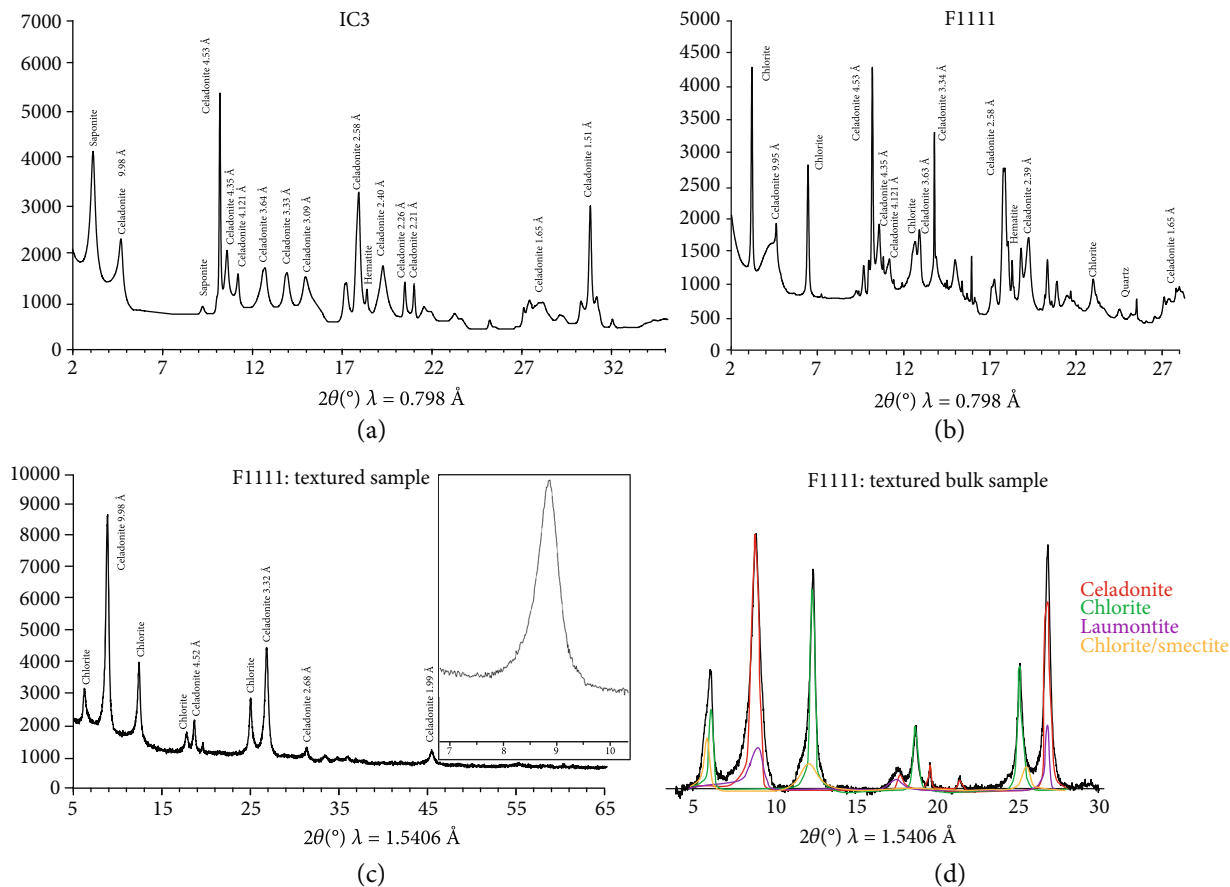 IC3
7000
6000
5000
4000
3000
2000
1000
0
Saponite
Celadonite 9.98 Å
Saponite
Celadonite 4.53 Å
Celadonite 4.35 Å
Celadonite 4.121 Å
Celadonite 3.64 Å
Celadonite 3.33 Å
Celadonite 3.09 Å
Celadonite 2.58 Å
Hematite
Celadonite 2.40 Å
Celadonite 2.26 Å
Celadonite 2.21 Å
Celadonite 1.65 Å
Celadonite 1.51 Å
2 7 12 17 22 27 32
2θ(°) λ = 0.798 Å
(a)
F1111
5000
4500
4000
3500
3000
2500
2000
1500
1000
500
0
Chlorite
Celadonite 9.95 Å
Chlorite
Celadonite 4.53 Å
Celadonite 4.35 Å
Celadonite 4.121 Å
Chlorite
Celadonite 3.63 Å
Celadonite 3.34 Å
Celadonite 2.58 Å
Hematite
Celadonite 2.39 Å
Chlorite
Quartz
Celadonite 1.65 Å
2 7 12 17 22 27
2θ(°) λ = 0.798 Å
(b)
F1111: textured sample
10000
9000
8000
7000
6000
5000
4000
3000
2000
1000
0
Chlorite
Celadonite 9.98 Å
Chlorite
Chlorite
Celadonite 4.52 Å
Chlorite
Celadonite 3.32 Å
Celadonite 2.68 Å
Celadonite 1.99 Å
7 8 9 10
5 15 25 35 45 55 65
2θ(°) λ = 1.5406 Å
(c)
F1111: textured bulk sample
Celadonite
Chlorite
Laumontite
Chlorite/smectite
5 10 15 20 25 30
2θ(°) λ = 1.5406 Å
(d)